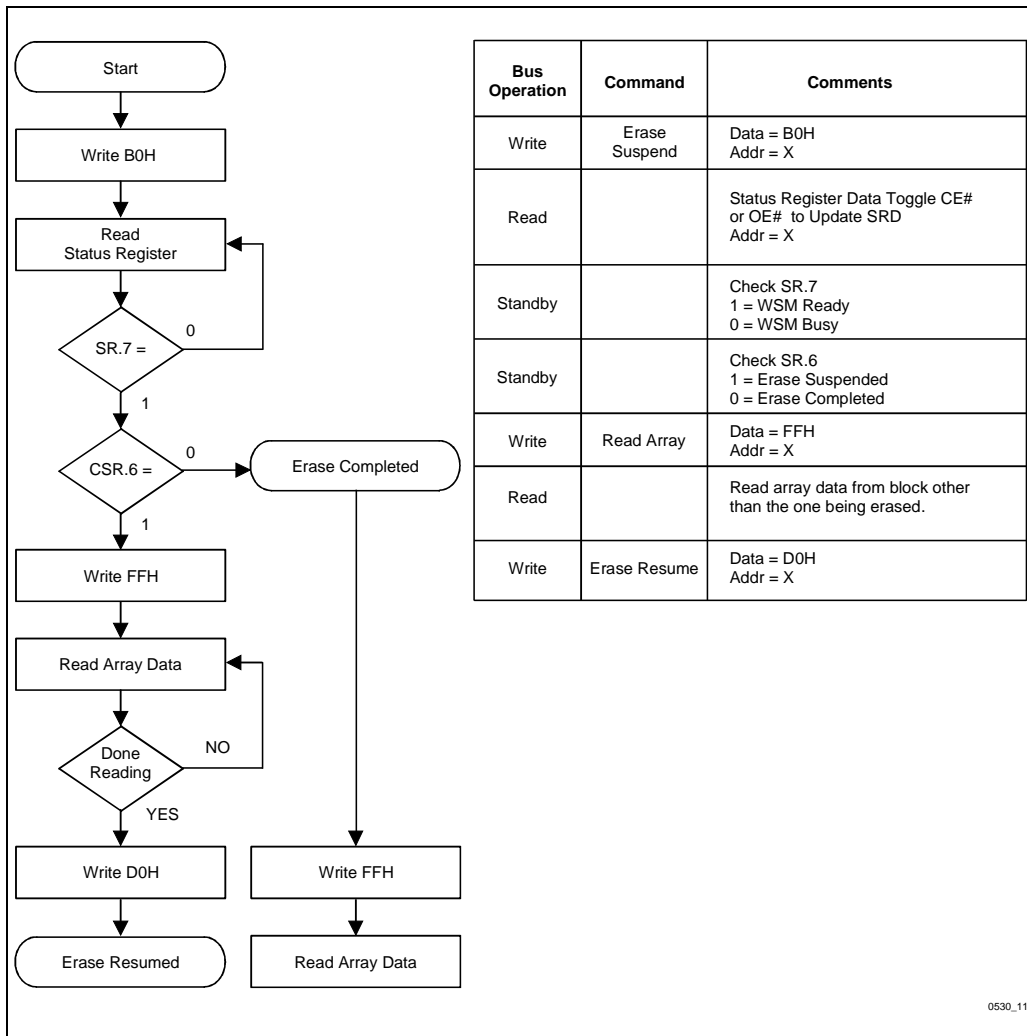 Start
Write B0H
Read
Status Register
SR.7 =
0
1
CSR.6 =
0
Erase Completed
1
Write FFH
Read Array Data
Done
Reading
NO
YES
Write D0H
Write FFH
Erase Resumed
Read Array Data
Bus
Operation
Command
Comments
Write
Erase
Suspend
Data = B0H
Addr = X
Read
Status Register Data Toggle CE#
or OE# to Update SRD
Addr = X
Standby
Check SR.7
1 = WSM Ready
0 = WSM Busy
Standby
Check SR.6
1 = Erase Suspended
0 = Erase Completed
Write
Read Array
Data = FFH
Addr = X
Read
Read array data from block other
than the one being erased.
Write
Erase Resume
Data = D0H
Addr = X
0530_11